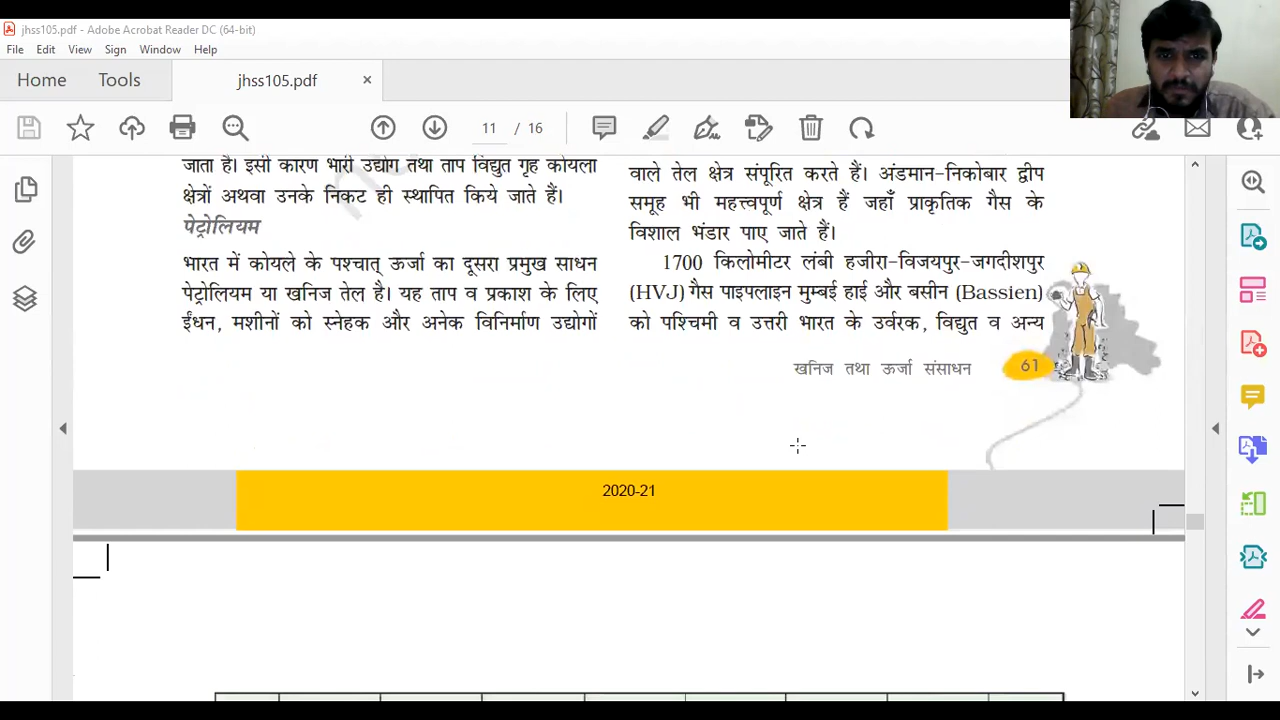 jhss105.pdf - Adobe Acrobat Reader DC (64-bit)
File Edit View Sign Window Help
Home Tools jhss105.pdf ×
11 / 16
जाता है। इसी कारण भारी उद्योग तथा ताप विद्युत गृह कोयला
क्षेत्रों अथवा उनके निकट ही स्थापित किये जाते हैं।
पेट्रोलियम
भारत में कोयले के पश्चात् ऊर्जा का दूसरा प्रमुख साधन
पेट्रोलियम या खनिज तेल है। यह ताप व प्रकाश के लिए
ईंधन, मशीनों को स्नेहक और अनेक विनिर्माण उद्योगों
वाले तेल क्षेत्र संपूरित करते हैं। अंडमान-निकोबार द्वीप
समूह भी महत्त्वपूर्ण क्षेत्र हैं जहाँ प्राकृतिक गैस के
विशाल भंडार पाए जाते हैं।
1700 किलोमीटर लंबी हजीरा-विजयपुर-जगदीशपुर
(HVJ) गैस पाइपलाइन मुम्बई हाई और बसीन (Bassien)
को पश्चिमी व उत्तरी भारत के उर्वरक, विद्युत व अन्य
खनिज तथा ऊर्जा संसाधन 61
2020-21